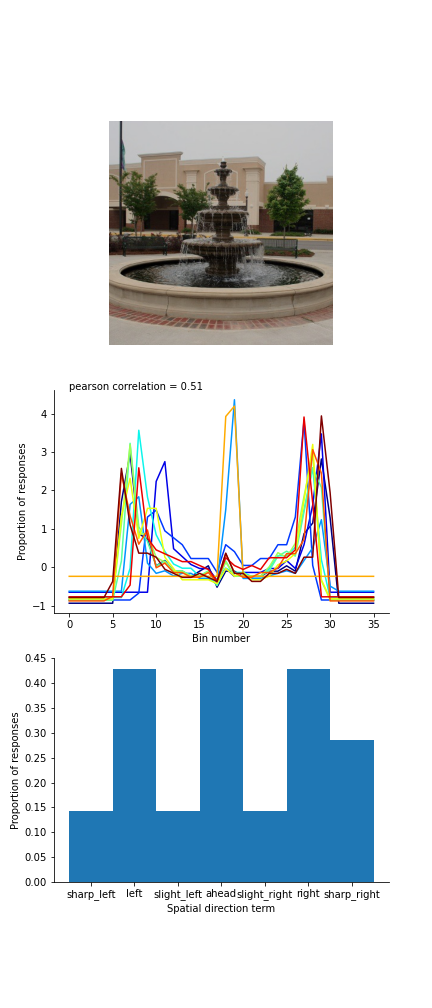 pearson correlation = 0.51
Proportion of responses
4
3
2
1
0
−1
0 5 10 15 20 25 30 35
Bin number
Proportion of responses
0.45
0.40
0.35
0.30
0.25
0.20
0.15
0.10
0.05
0.00
sharp_left left slight_left ahead slight_right right sharp_right
Spatial direction term